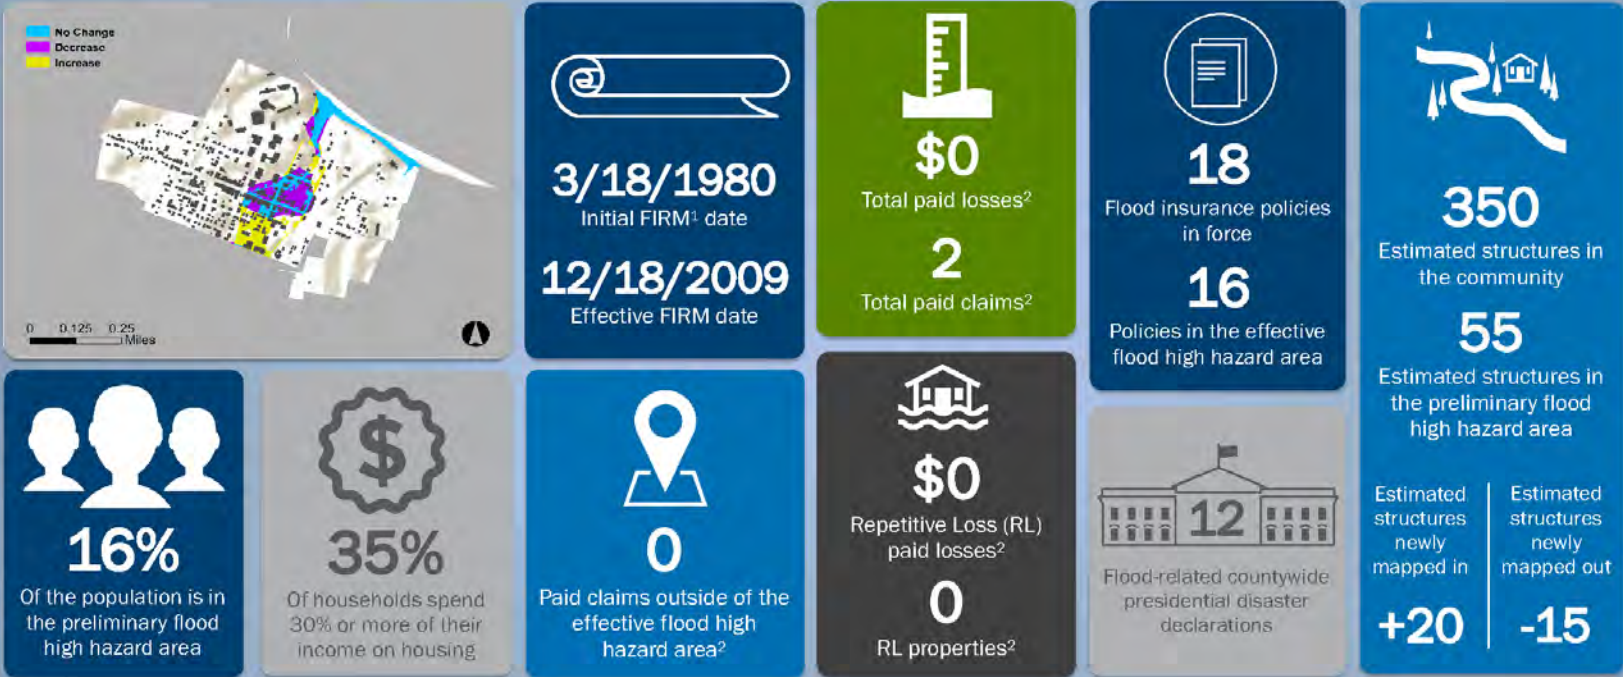 No Change
Decrease
Increase
0 0.125 0.25
Miles
3/18/1980
Initial FIRM¹ date
12/18/2009
Effective FIRM date
$0
Total paid losses²
2
Total paid claims²
18
Flood insurance policies
in force
16
Policies in the effective
flood high hazard area
350
Estimated structures in
the community
55
Estimated structures in
the preliminary flood
high hazard area
Estimated
structures
newly
mapped in
+20
Estimated
structures
newly
mapped out
-15
16%
Of the population is in
the preliminary flood
high hazard area
$
35%
Of households spend
30% or more of their
income on housing
0
Paid claims outside of the
effective flood high
hazard area²
$0
Repetitive Loss (RL)
paid losses²
0
RL properties²
12
Flood-related countywide
presidential disaster
declarations